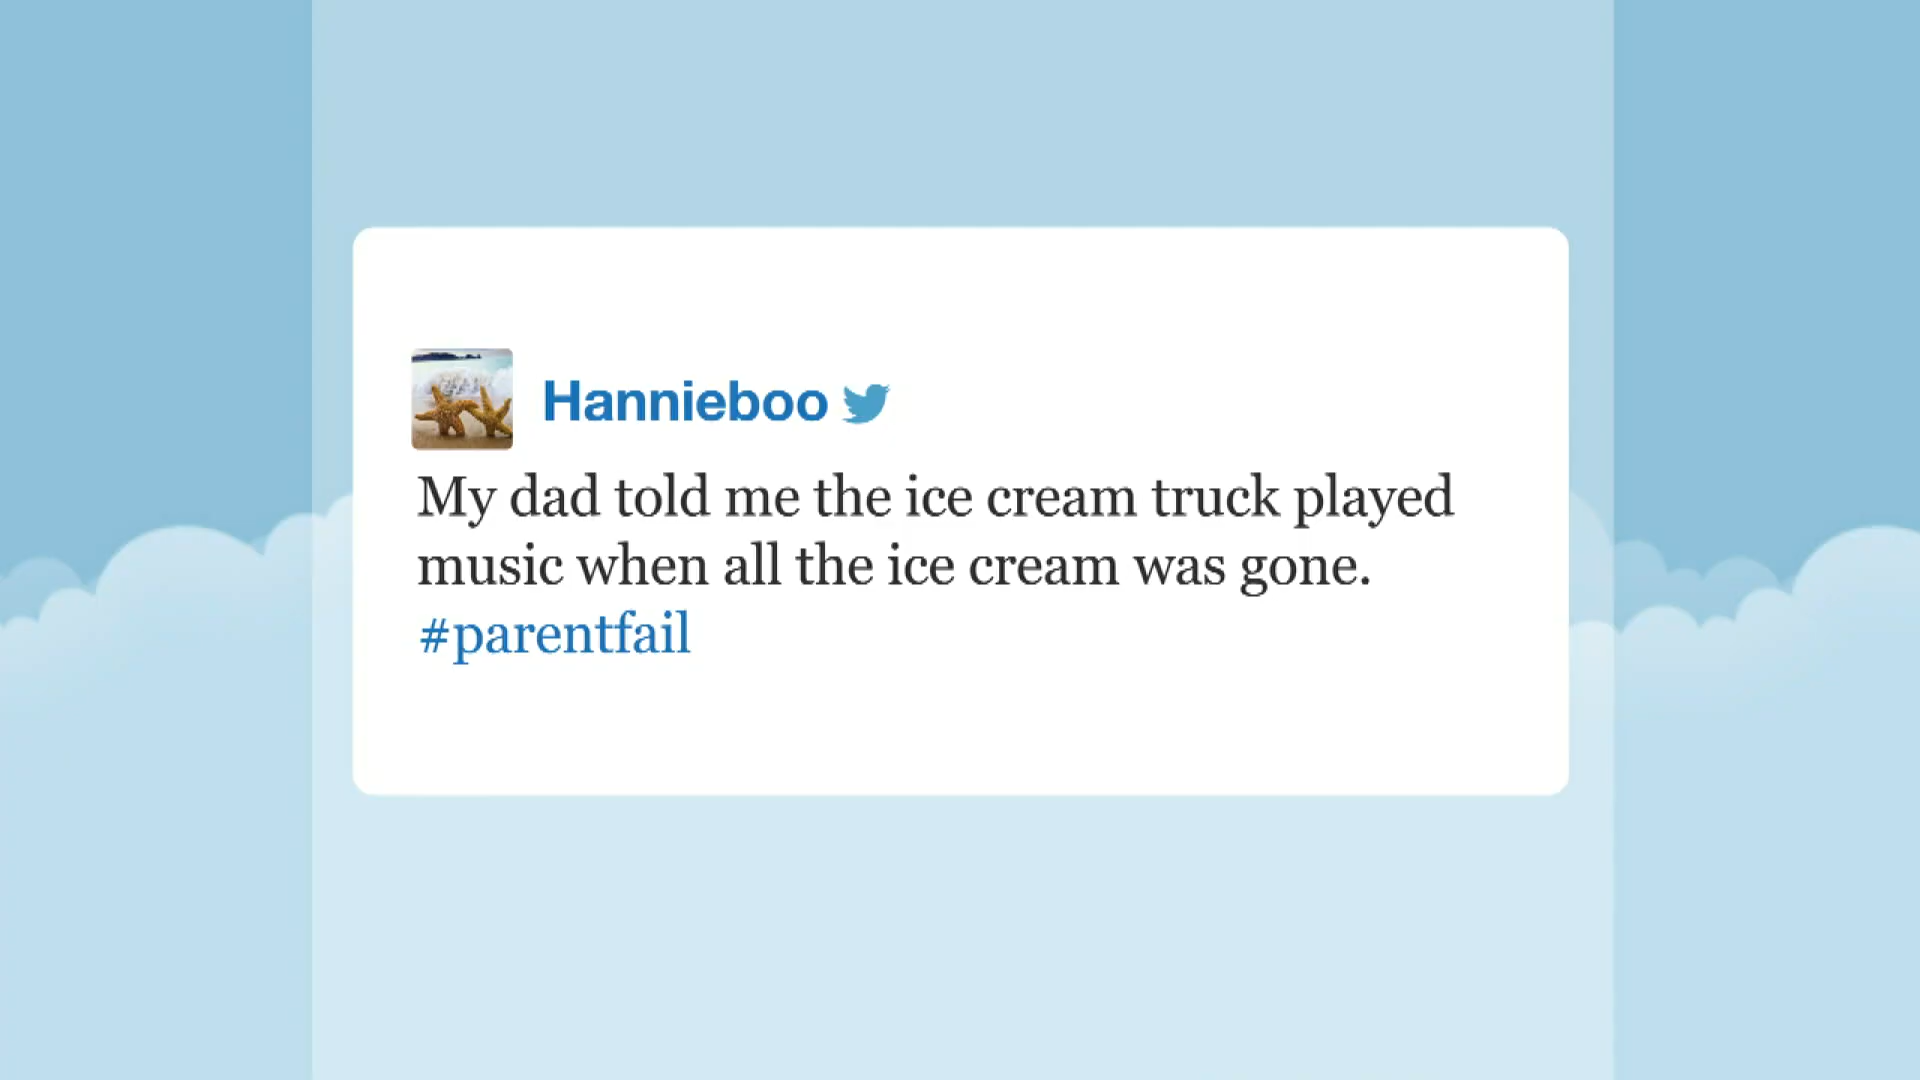 Hannieboo
My dad told me the ice cream truck played
music when all the ice cream was gone.
#parentfail